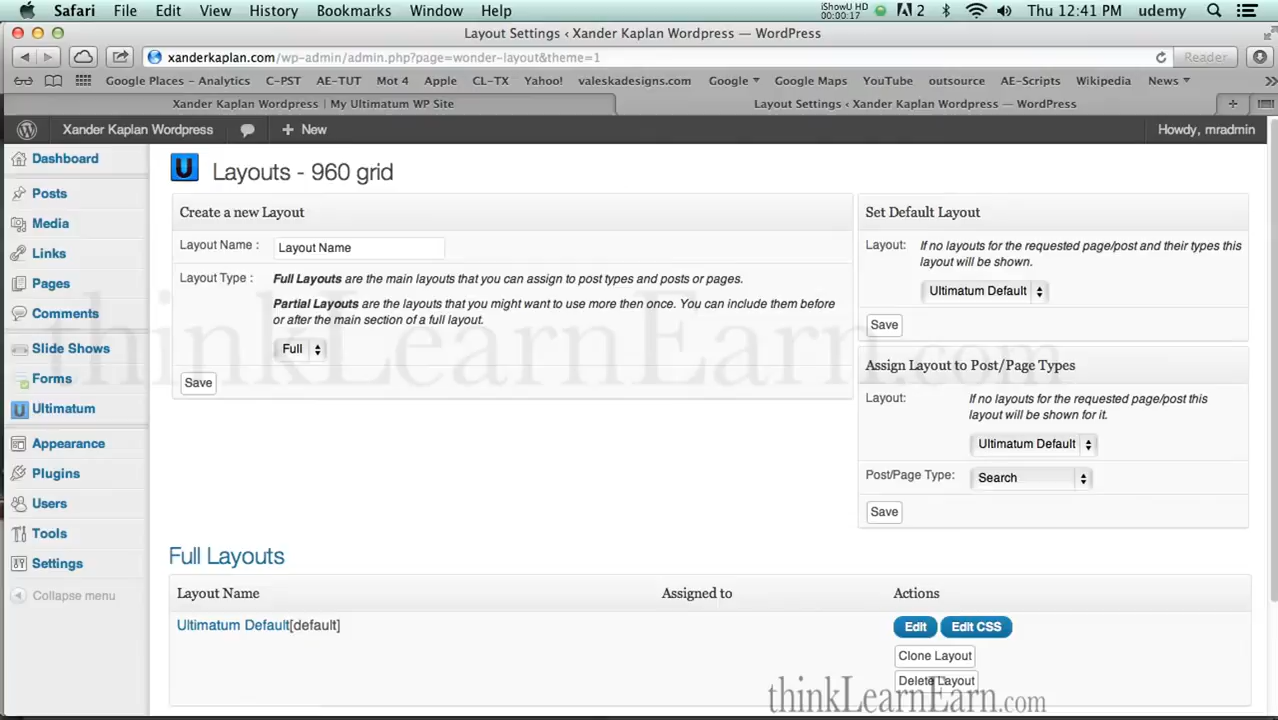 Safari File Edit View History Bookmarks Window Help iShowU HD 00:00:17 2 Thu 12:41 PM udemy
Layout Settings ‹ Xander Kaplan Wordpress — WordPress
xanderkaplan.com/wp-admin/admin.php?page=wonder-layout&theme=1 Reader
Google Places - Analytics C-PST AE-TUT Mot 4 Apple CL-TX Yahoo! valeskadesigns.com Google Google Maps YouTube outsource AE-Scripts Wikipedia News
Xander Kaplan Wordpress | My Ultimatum WP Site Layout Settings ‹ Xander Kaplan Wordpress — WordPress
Xander Kaplan Wordpress New Howdy, mradmin
Dashboard
Posts
Media
Links
Pages
Comments
Slide Shows
Forms
Ultimatum
Appearance
Plugins
Users
Tools
Settings
Collapse menu
Layouts - 960 grid
Create a new Layout
Layout Name : Layout Name
Layout Type : Full Layouts are the main layouts that you can assign to post types and posts or pages.
Partial Layouts are the layouts that you might want to use more then once. You can include them before
or after the main section of a full layout.
Full
Save
Set Default Layout
Layout: If no layouts for the requested page/post and their types this
layout will be shown.
Ultimatum Default
Save
Assign Layout to Post/Page Types
Layout: If no layouts for the requested page/post this
layout will be shown for it.
Ultimatum Default
Post/Page Type: Search
Save
Full Layouts
Layout Name Assigned to Actions
Ultimatum Default[default] Edit Edit CSS
Clone Layout
Delete Layout
thinkLearnEarn.com
thinkLearnEarn.com